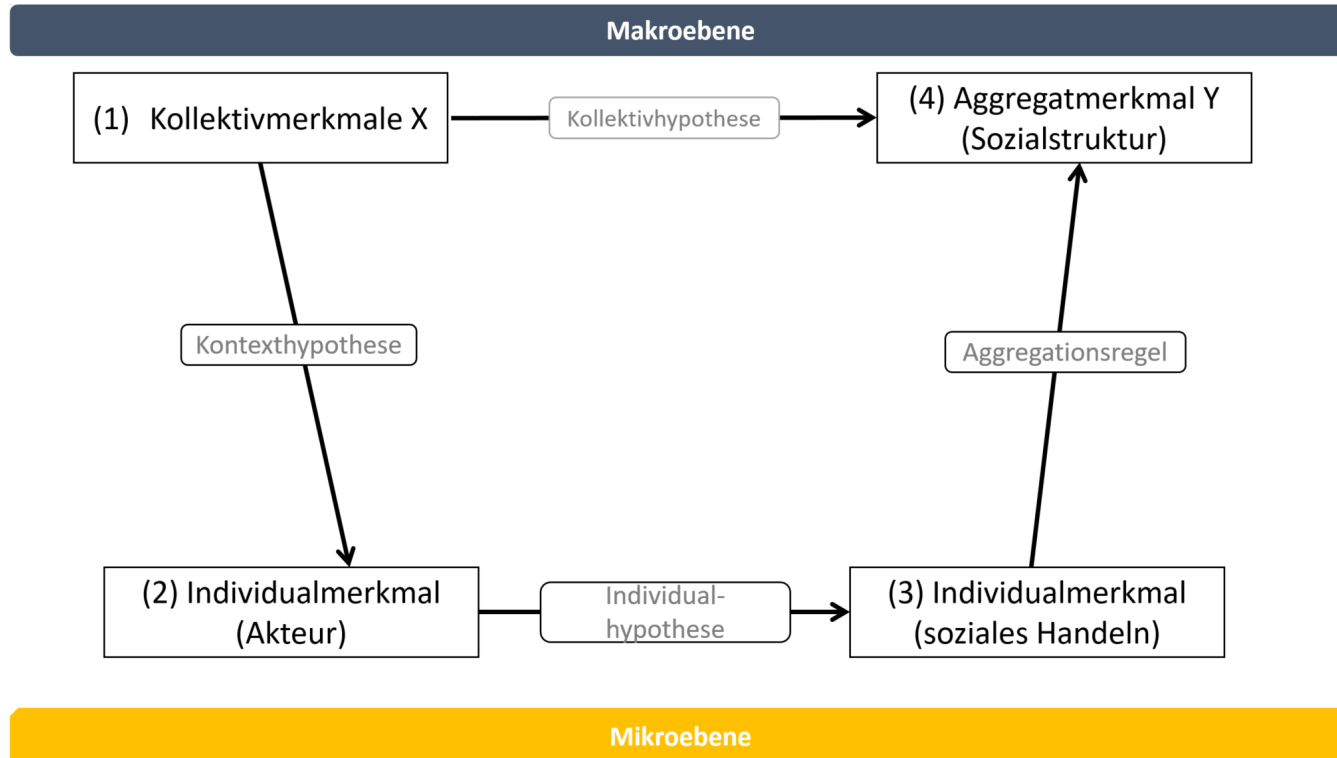 Makroebene
(1) Kollektivmerkmale X
Kollektivhypothese
(4) Aggregatmerkmal Y
(Sozialstruktur)
Kontexthypothese
Aggregationsregel
(2) Individualmerkmal
(Akteur)
Individual-
hypothese
(3) Individualmerkmal
(soziales Handeln)
Mikroebene